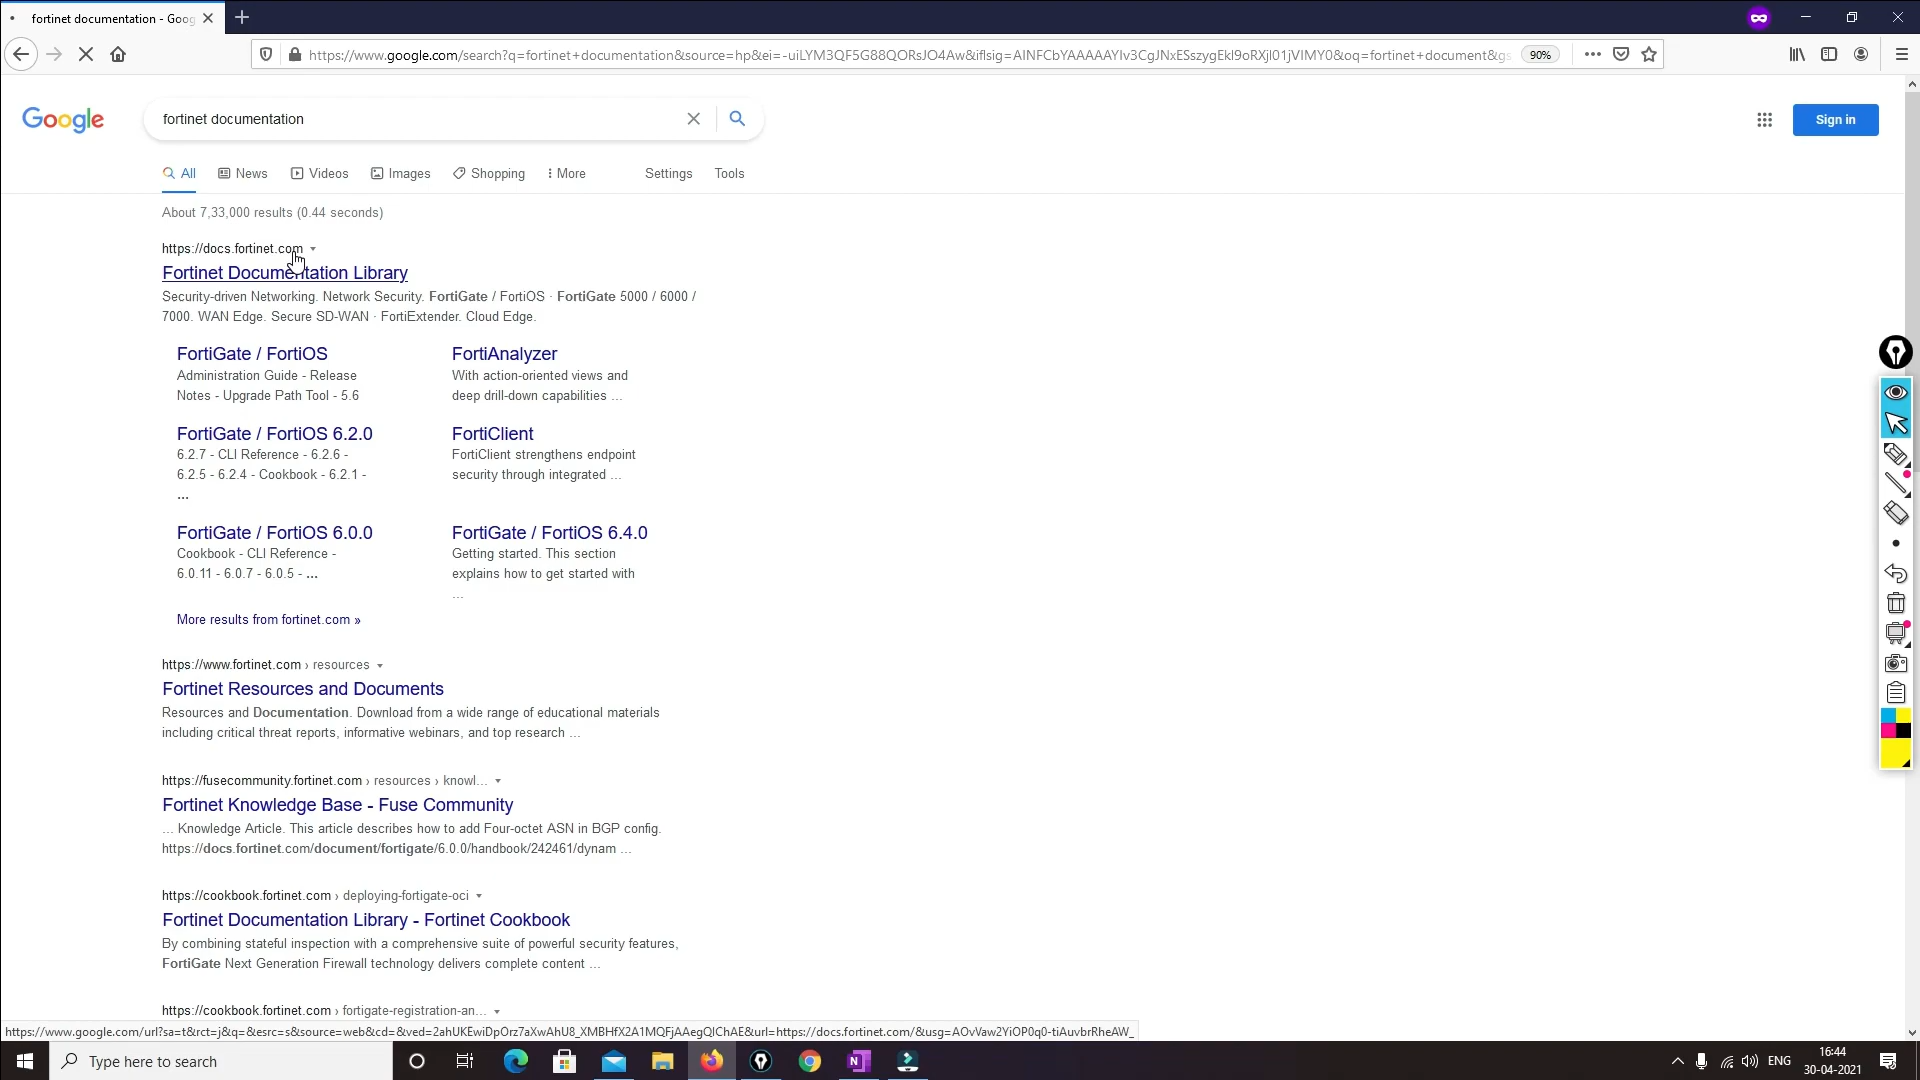 fortinet documentation - Goog
https://www.google.com/search?q=fortinet+documentation&source=hp&ei=-uiLYM3QF5G88QORsJO4Aw&iflsig=AINFCbYAAAAAYIv3CgJNxESszygEkl9oRXjl01jVIMY0&oq=fortinet+document&gs
90%
Google
fortinet documentation
Sign in
All News Videos Images Shopping More Settings Tools
About 7,33,000 results (0.44 seconds)
https://docs.fortinet.com
Fortinet Documentation Library
Security-driven Networking. Network Security. FortiGate / FortiOS · FortiGate 5000 / 6000 /
7000. WAN Edge. Secure SD-WAN · FortiExtender. Cloud Edge.
FortiGate / FortiOS
Administration Guide - Release
Notes - Upgrade Path Tool - 5.6
FortiAnalyzer
With action-oriented views and
deep drill-down capabilities ...
FortiGate / FortiOS 6.2.0
6.2.7 - CLI Reference - 6.2.6 -
6.2.5 - 6.2.4 - Cookbook - 6.2.1 -
...
FortiClient
FortiClient strengthens endpoint
security through integrated ...
FortiGate / FortiOS 6.0.0
Cookbook - CLI Reference -
6.0.11 - 6.0.7 - 6.0.5 - ...
FortiGate / FortiOS 6.4.0
Getting started. This section
explains how to get started with
...
More results from fortinet.com »
https://www.fortinet.com › resources
Fortinet Resources and Documents
Resources and Documentation. Download from a wide range of educational materials
including critical threat reports, informative webinars, and top research ...
https://fusecommunity.fortinet.com › resources › knowl...
Fortinet Knowledge Base - Fuse Community
... Knowledge Article. This article describes how to add Four-octet ASN in BGP config.
https://docs.fortinet.com/document/fortigate/6.0.0/handbook/242461/dynam ...
https://cookbook.fortinet.com › deploying-fortigate-oci
Fortinet Documentation Library - Fortinet Cookbook
By combining stateful inspection with a comprehensive suite of powerful security features,
FortiGate Next Generation Firewall technology delivers complete content ...
https://cookbook.fortinet.com › fortigate-registration-an...
https://www.google.com/url?sa=t&rct=j&q=&esrc=s&source=web&cd=&ved=2ahUKEwiDpOrz7aXwAhU8_XMBHfX2A1MQFjAAegQIChAE&url=https://docs.fortinet.com/&usg=AOvVaw2YiOP0q0-tiAuvbrRheAW_
Type here to search
ENG
16:44
30-04-2021